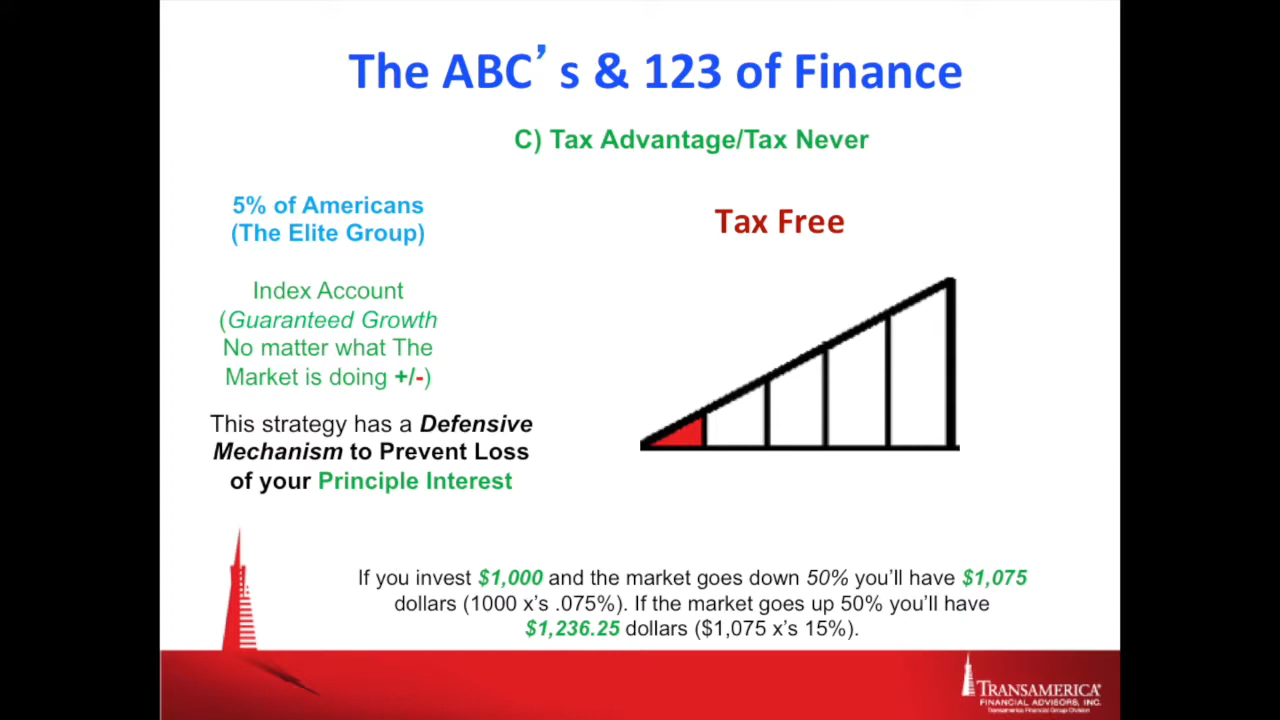 The ABC's & 123 of Finance
C) Tax Advantage/Tax Never
5% of Americans
(The Elite Group)
Tax Free
Index Account
(Guaranteed Growth
No matter what The
Market is doing +/-)
This strategy has a Defensive
Mechanism to Prevent Loss
of your Principle Interest
If you invest $1,000 and the market goes down 50% you'll have $1,075
dollars (1000 x's .075%). If the market goes up 50% you'll have
$1,236.25 dollars ($1,075 x's 15%).
TRANSAMERICA®
FINANCIAL ADVISORS, INC.
Transamerica Financial Group Division